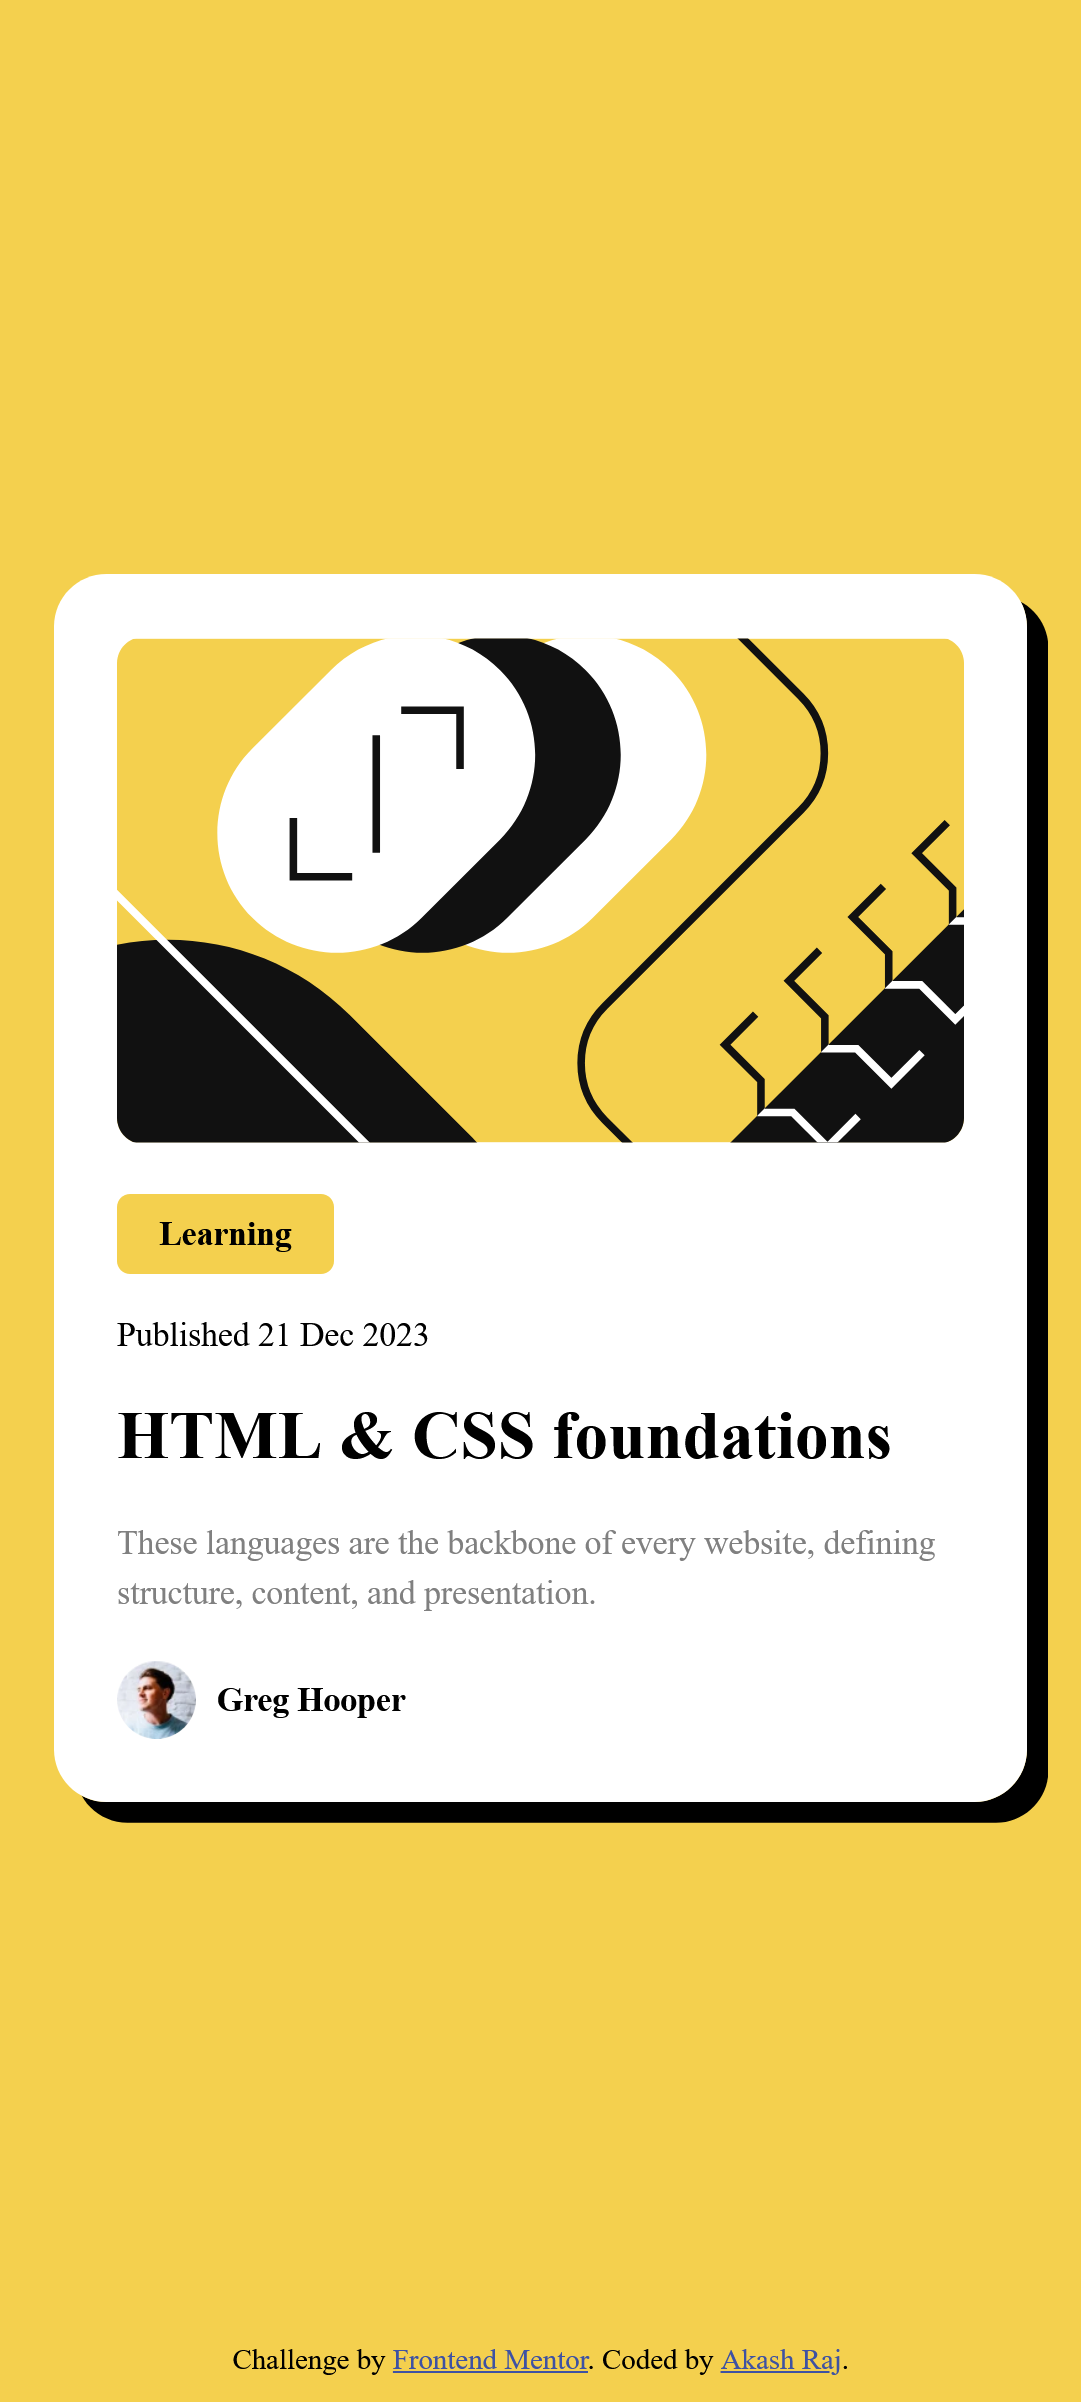 Learning
Published 21 Dec 2023
HTML & CSS foundations
These languages are the backbone of every website, defining
structure, content, and presentation.
Greg Hooper
Challenge by Frontend Mentor. Coded by Akash Raj.